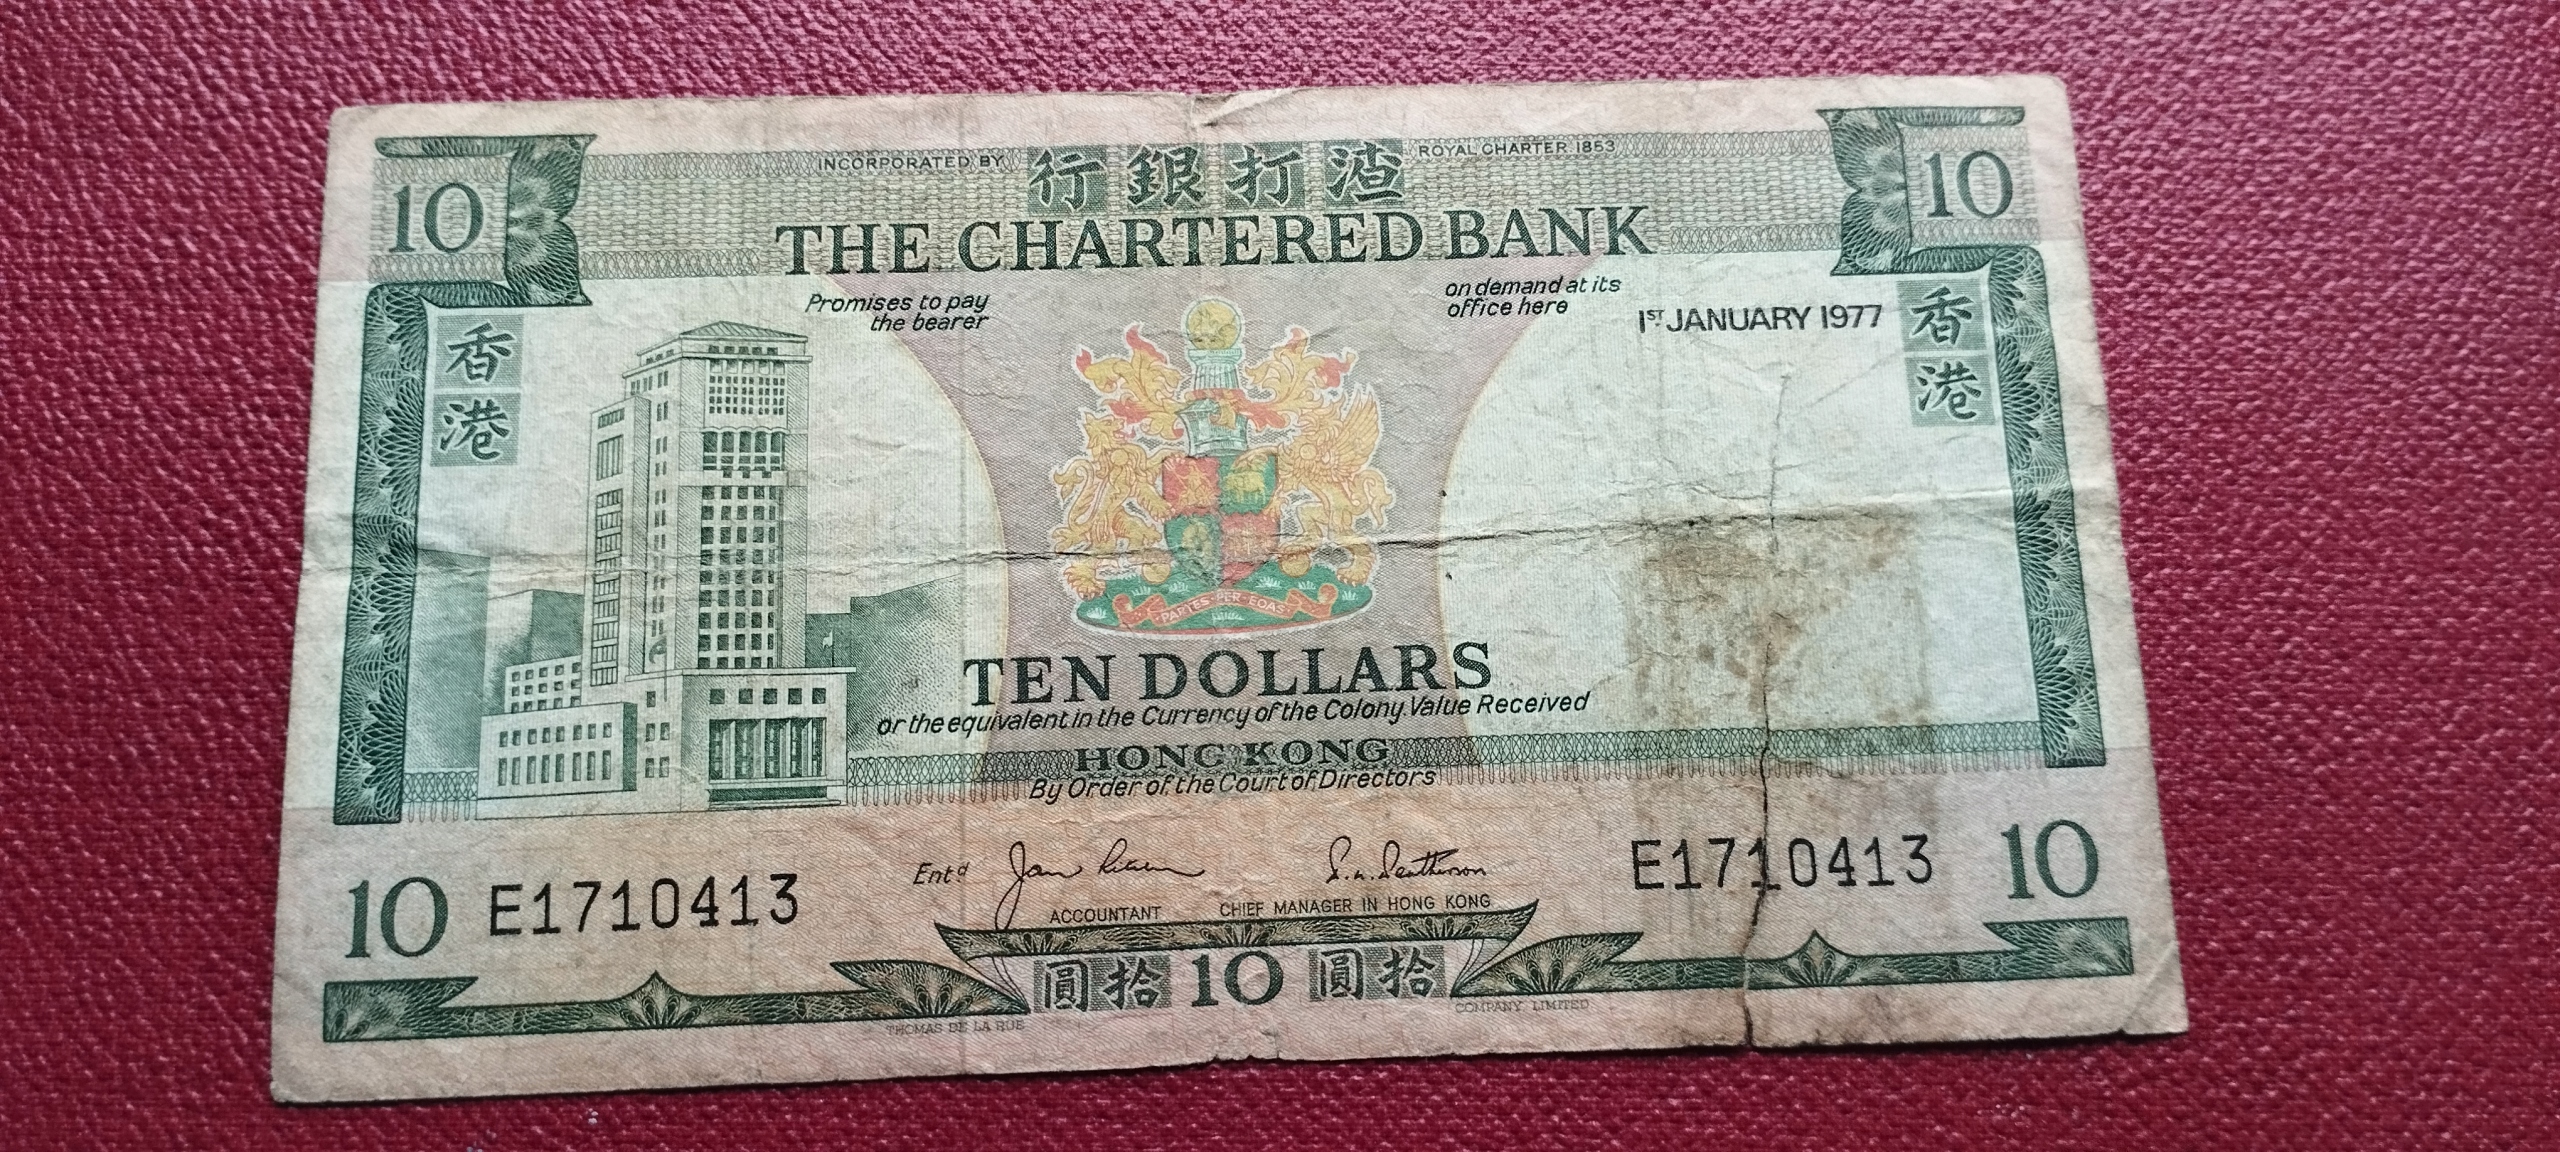 INCORPORATED BY 行銀打渣 ROYAL CHARTER 1853
10
10
THE CHARTERED BANK
Promises to pay
the bearer
on demand at its
office here
1ST JANUARY 1977
香港
香港
PARTES·PER·EOAS
TEN DOLLARS
or the equivalent in the Currency of the Colony. Value Received
HONG KONG
By Order of the Court of Directors
10 E1710413
Entd
E1710413 10
ACCOUNTANT CHIEF MANAGER IN HONG KONG
圓拾 10 圓拾
THOMAS DE LA RUE COMPANY LIMITED